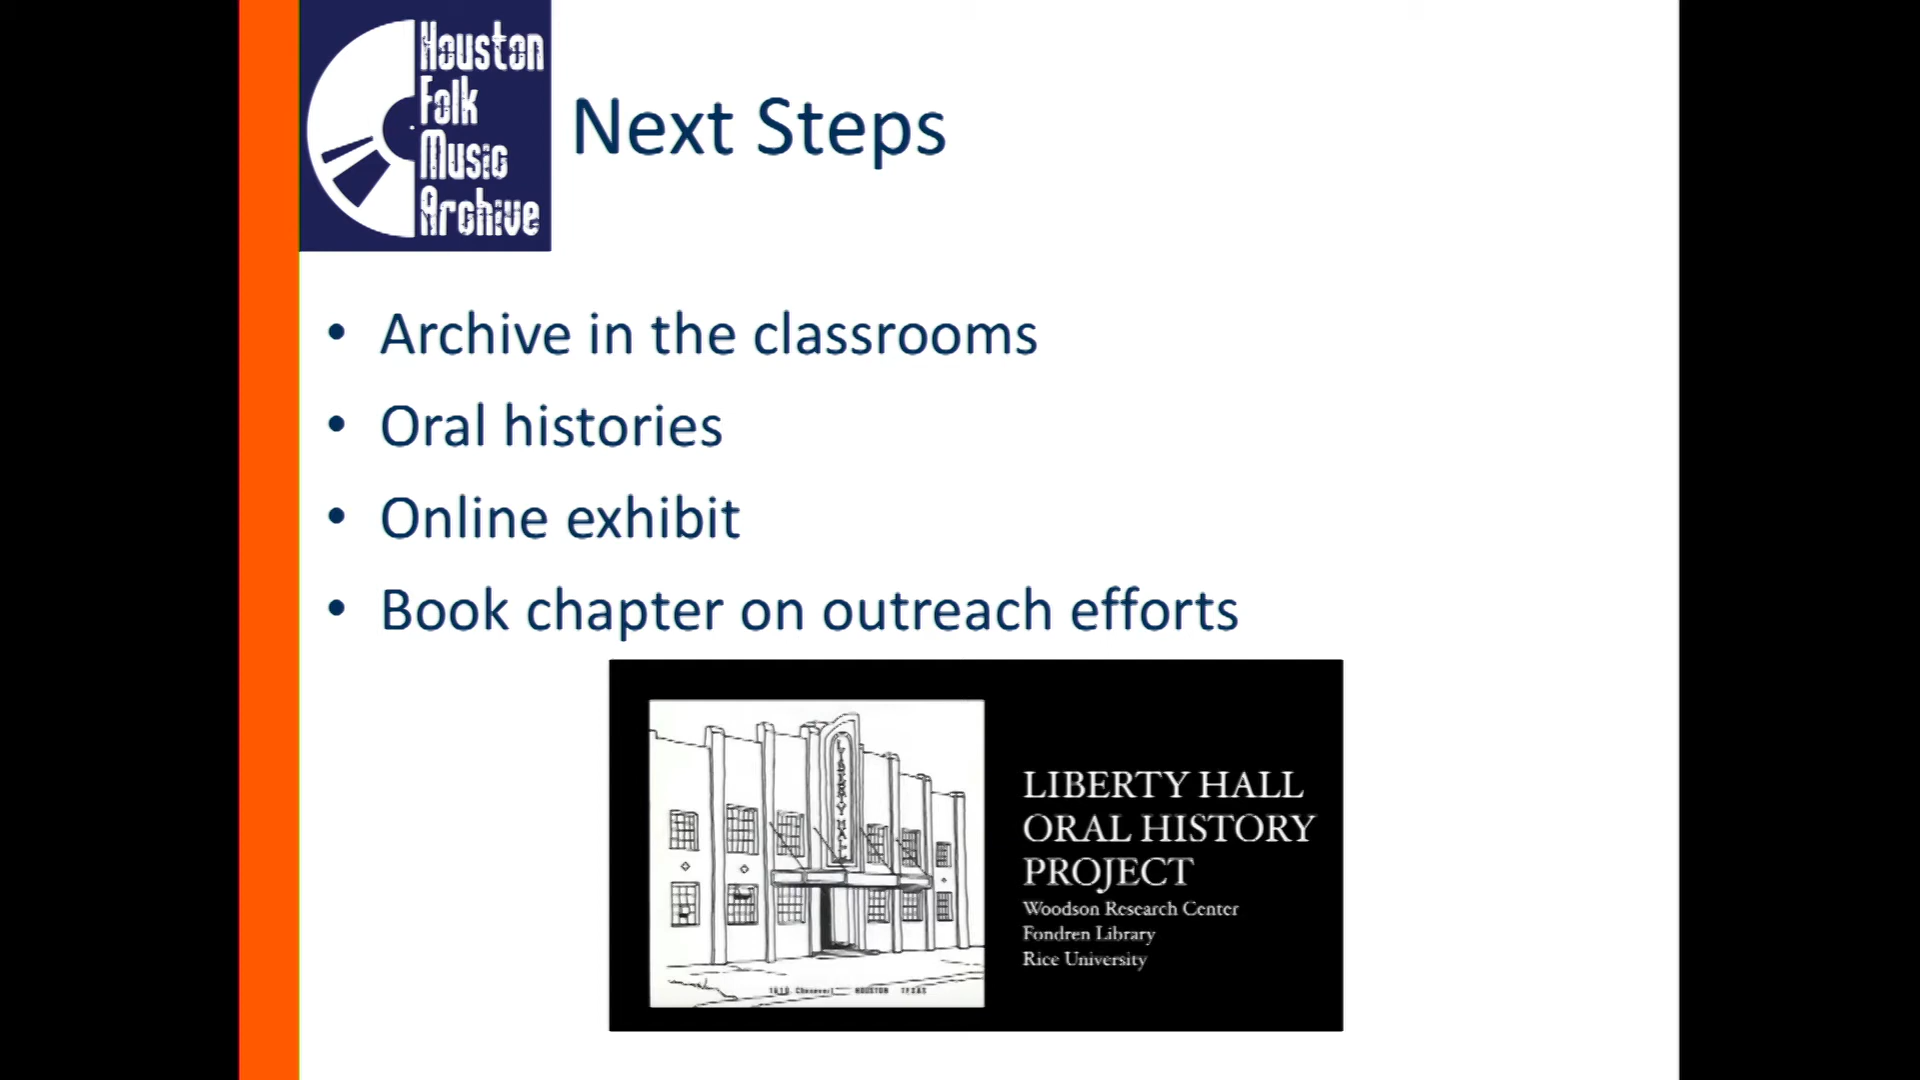 Houston
Folk
Music
Archive
Next Steps
• Archive in the classrooms
• Oral histories
• Online exhibit
• Book chapter on outreach efforts
LIBERTY HALL
LIBERTY HALL
ORAL HISTORY
PROJECT
Woodson Research Center
Fondren Library
Rice University
HOUSTON TEXAS